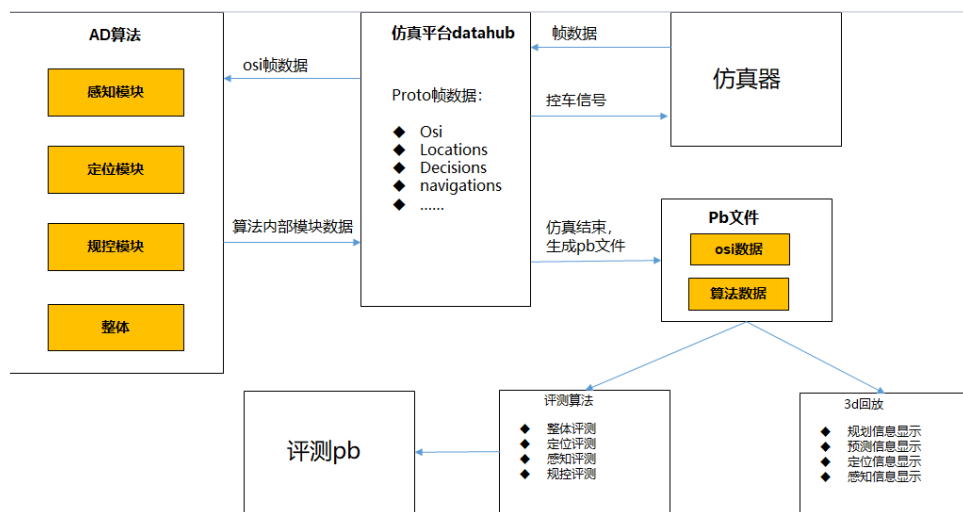 AD算法
感知模块
定位模块
规控模块
整体
osi帧数据
算法内部模块数据
仿真平台datahub
Proto帧数据：
◆ Osi
◆ Locations
◆ Decisions
◆ navigations
◆ ......
帧数据
控车信号
仿真器
仿真结束，
生成pb文件
Pb文件
osi数据
算法数据
评测pb
评测算法
◆ 整体评测
◆ 定位评测
◆ 感知评测
◆ 规控评测
3d回放
◆ 规划信息显示
◆ 预测信息显示
◆ 定位信息显示
◆ 感知信息显示